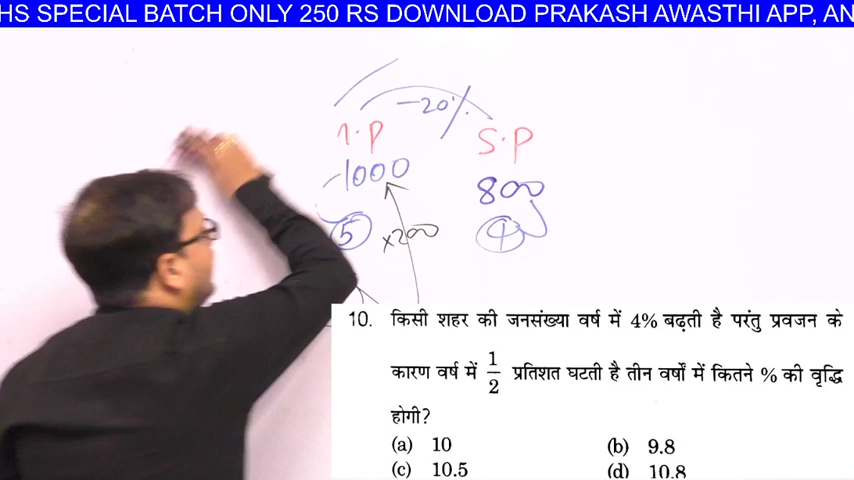 HS SPECIAL BATCH ONLY 250 RS DOWNLOAD PRAKASH AWASTHI APP, AN
-20%
M.P S.P
1000 800
5 ×200 4
10. किसी शहर की जनसंख्या वर्ष में 4% बढ़ती है परंतु प्रवजन के
कारण वर्ष में 1/2 प्रतिशत घटती है तीन वर्षों में कितने % की वृद्धि
होगी?
(a) 10 (b) 9.8
(c) 10.5 (d) 10.8